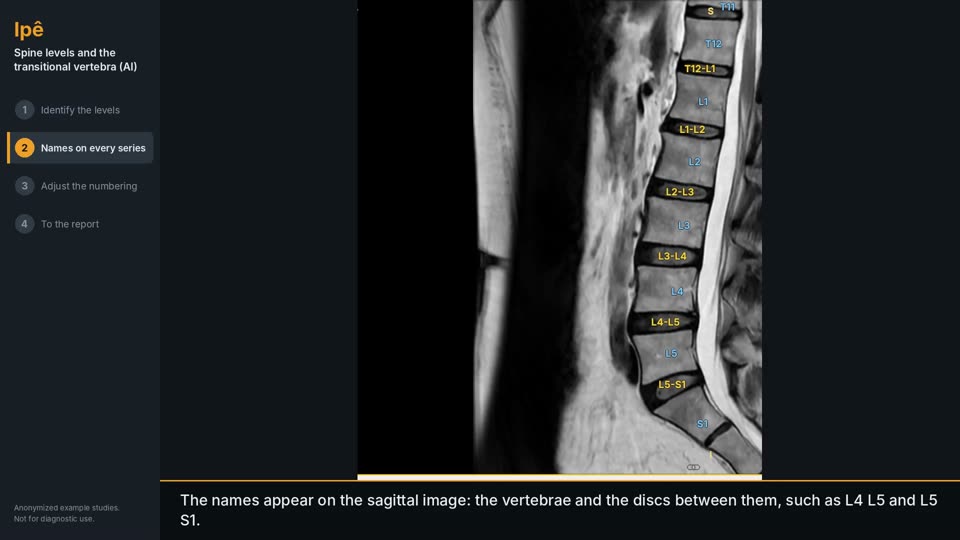 Ipê
Spine levels and the
transitional vertebra (AI)
1 Identify the levels
2 Names on every series
3 Adjust the numbering
4 To the report
Anonymized example studies.
Not for diagnostic use.
S
T11
T12
T12-L1
L1
L1-L2
L2
L2-L3
L3
L3-L4
L4
L4-L5
L5
L5-S1
S1
The names appear on the sagittal image: the vertebrae and the discs between them, such as L4 L5 and L5
S1.